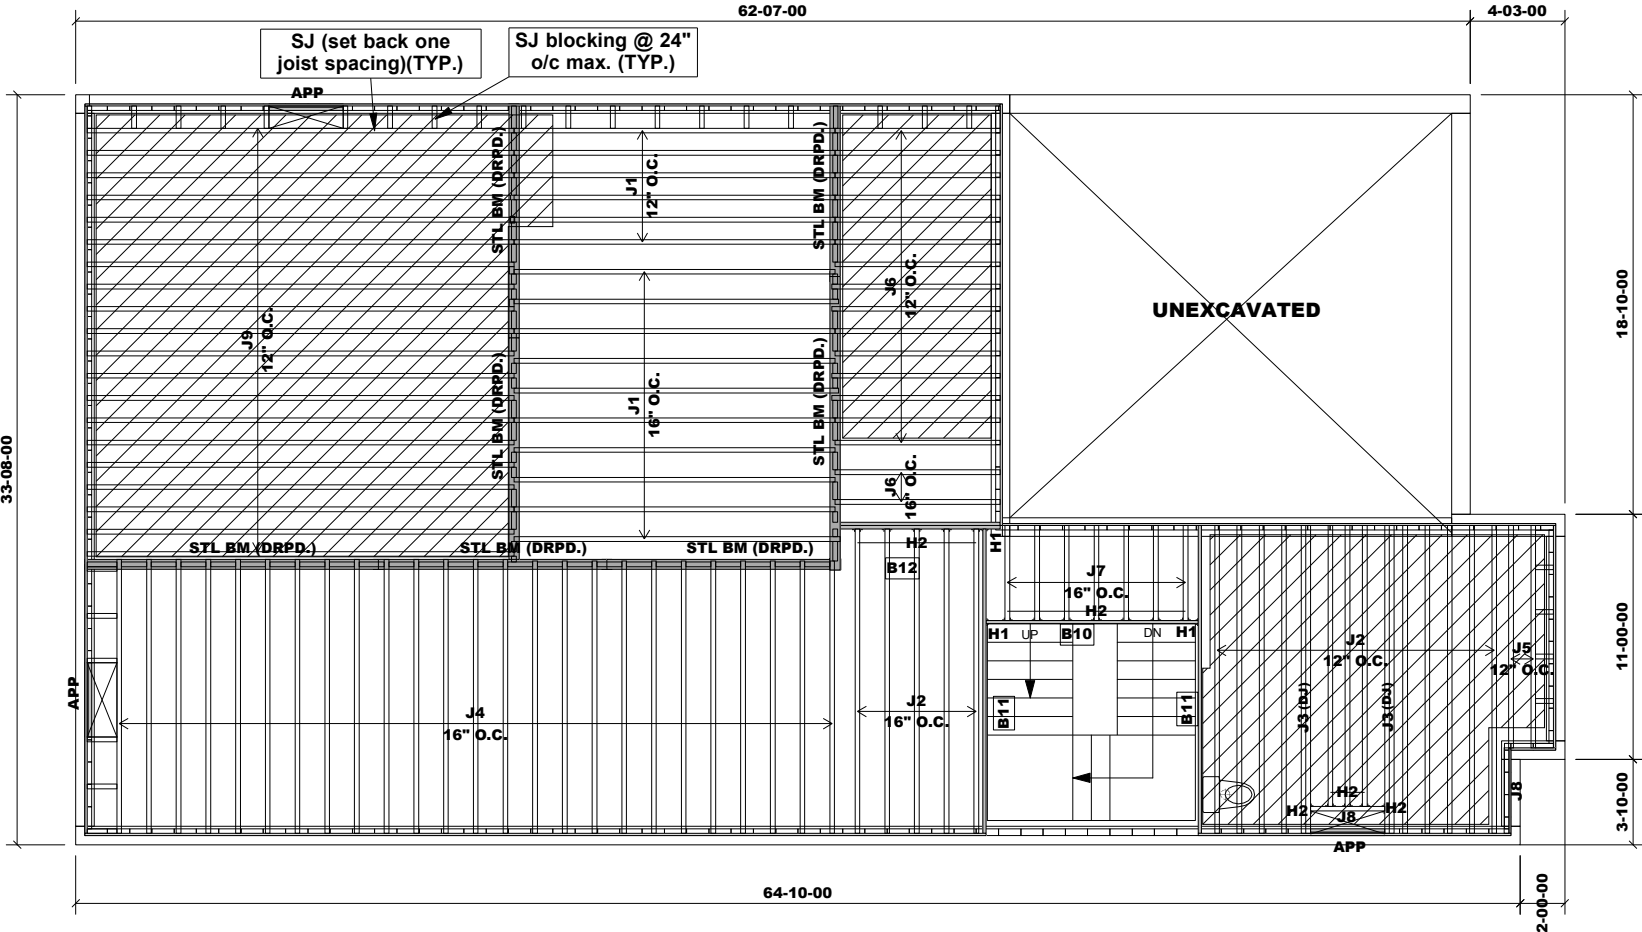 62-07-00
4-03-00
SJ (set back one
joist spacing)(TYP.)
SJ blocking @ 24"
o/c max. (TYP.)
APP
33-08-00
STL BM (DRPD.)
STL BM (DRPD.)
J1
12" O.C.
J9
12" O.C.
J6
12" O.C.
UNEXCAVATED
18-10-00
STL BM (DRPD.)
STL BM (DRPD.)
J1
16" O.C.
J6
16" O.C.
STL BM (DRPD.)
STL BM (DRPD.)
STL BM (DRPD.)
H2
B12
H1
J7
16" O.C.
H2
H1
UP
B10
DN
H1
J2
12" O.C.
J5
12" O.C.
11-00-00
APP
J4
16" O.C.
J2
16" O.C.
B11
B11
J3 (DJ)
J3 (DJ)
H2
H2
H2
J8
J8
3-10-00
APP
64-10-00
2-00-00